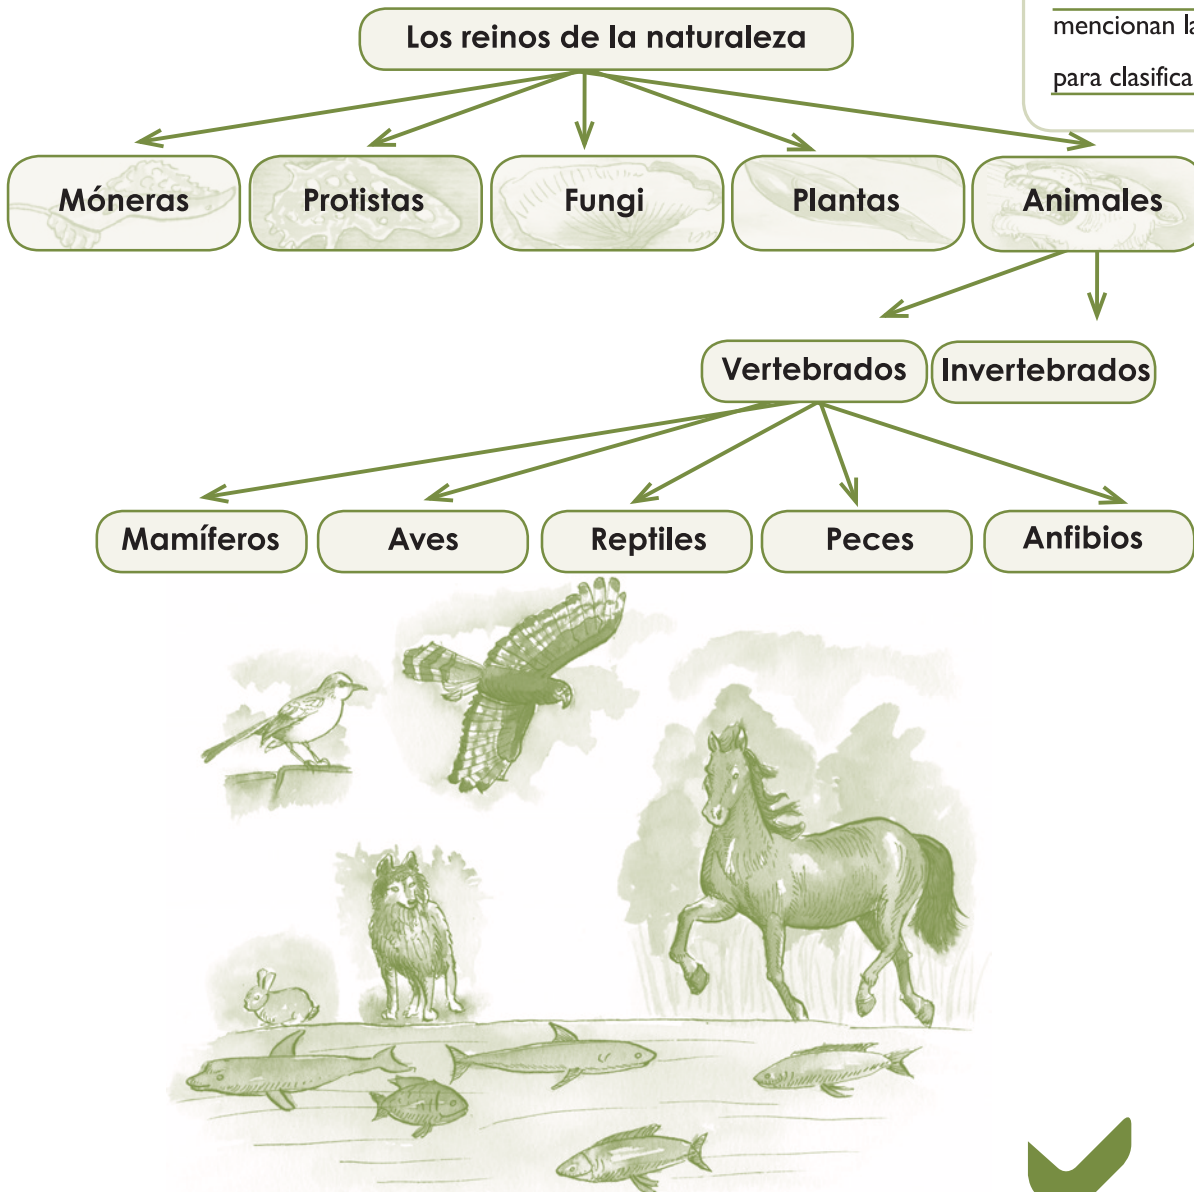 mencionan la
para clasifica
Los reinos de la naturaleza
Móneras
Protistas
Fungi
Plantas
Animales
Vertebrados
Invertebrados
Mamíferos
Aves
Reptiles
Peces
Anfibios